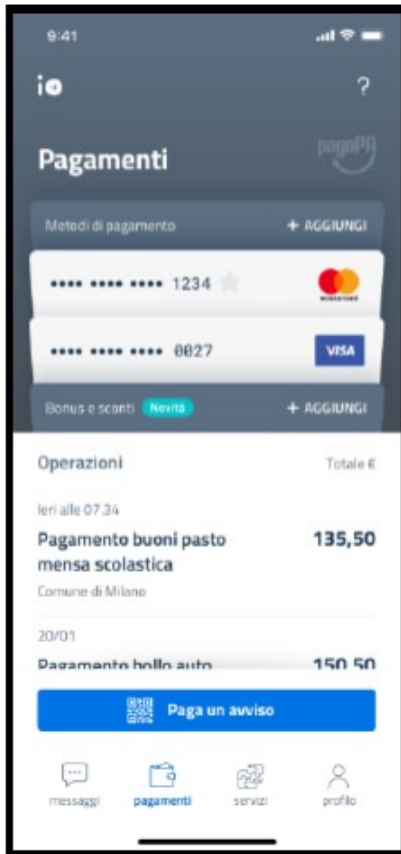 9:41
io
?
Pagamenti
pagoPA
Metodi di pagamento + AGGIUNGI
•••• •••• •••• 1234
mastercard
•••• •••• •••• 0027 VISA
Bonus e sconti Novità + AGGIUNGI
Operazioni Totale €
Ieri alle 07.34
Pagamento buoni pasto 135,50
mensa scolastica
Comune di Milano
20/01
Pagamento bollo auto 150,50
Paga un avviso
messaggi pagamenti servizi profilo